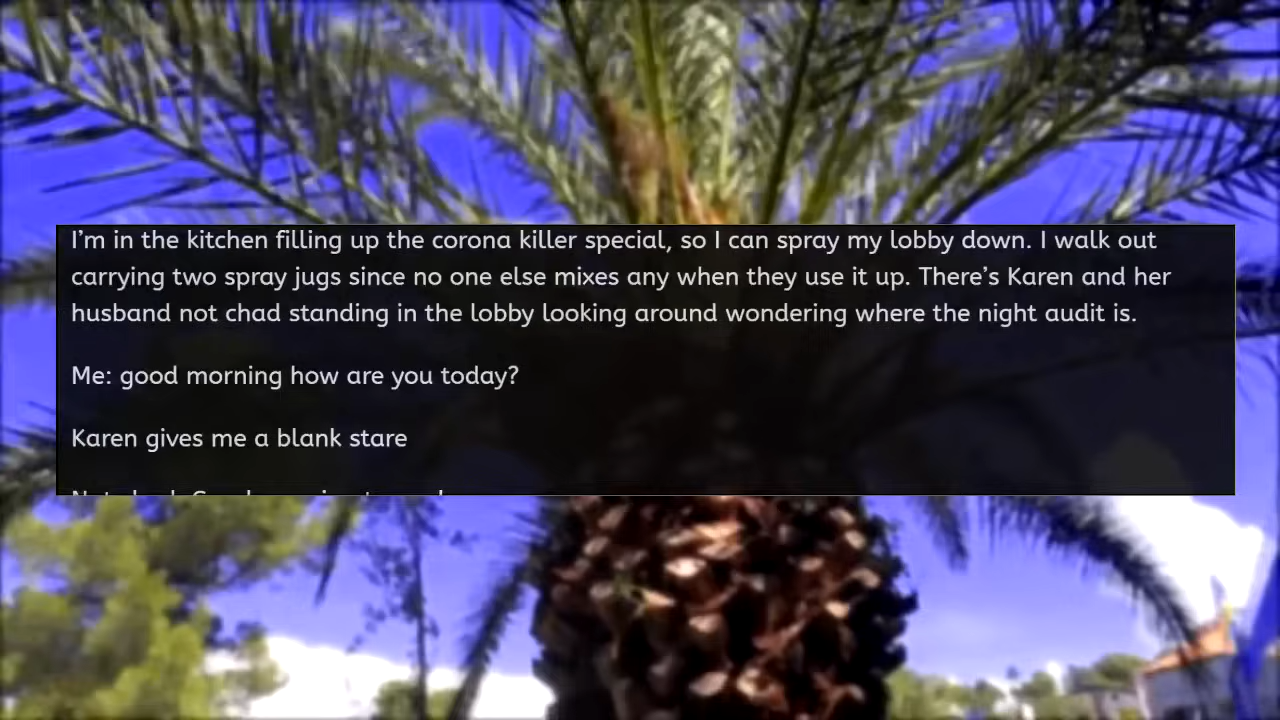 I'm in the kitchen filling up the corona killer special, so I can spray my lobby down. I walk out
carrying two spray jugs since no one else mixes any when they use it up. There's Karen and her
husband not chad standing in the lobby looking around wondering where the night audit is.
Me: good morning how are you today?
Karen gives me a blank stare